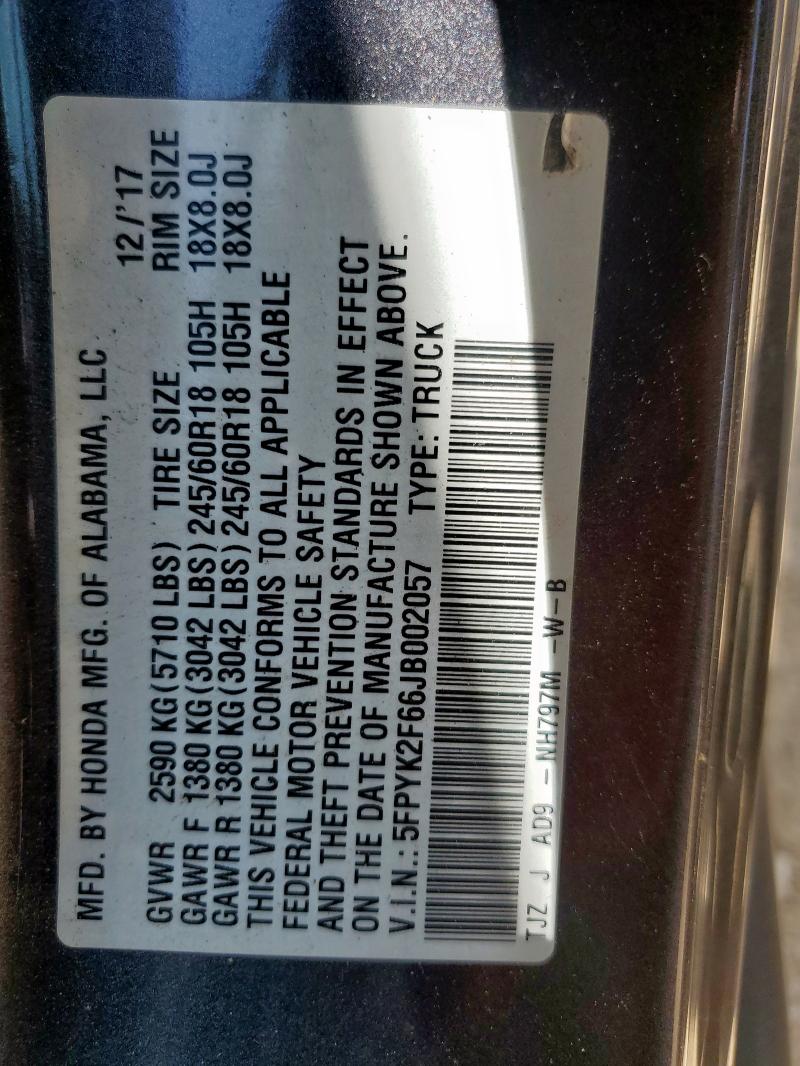 MFD. BY HONDA MFG. OF ALABAMA, LLC 12/'17
GVWR 2590 KG(5710 LBS) TIRE SIZE RIM SIZE
GAWR F 1380 KG(3042 LBS) 245/60R18 105H 18X8.0J
GAWR R 1380 KG(3042 LBS) 245/60R18 105H 18X8.0J
THIS VEHICLE CONFORMS TO ALL APPLICABLE
FEDERAL MOTOR VEHICLE SAFETY
AND THEFT PREVENTION STANDARDS IN EFFECT
ON THE DATE OF MANUFACTURE SHOWN ABOVE.
V.I.N.: 5FPYK2F66JB002057 TYPE: TRUCK
TJZ J AD9 -NH797M -W-B